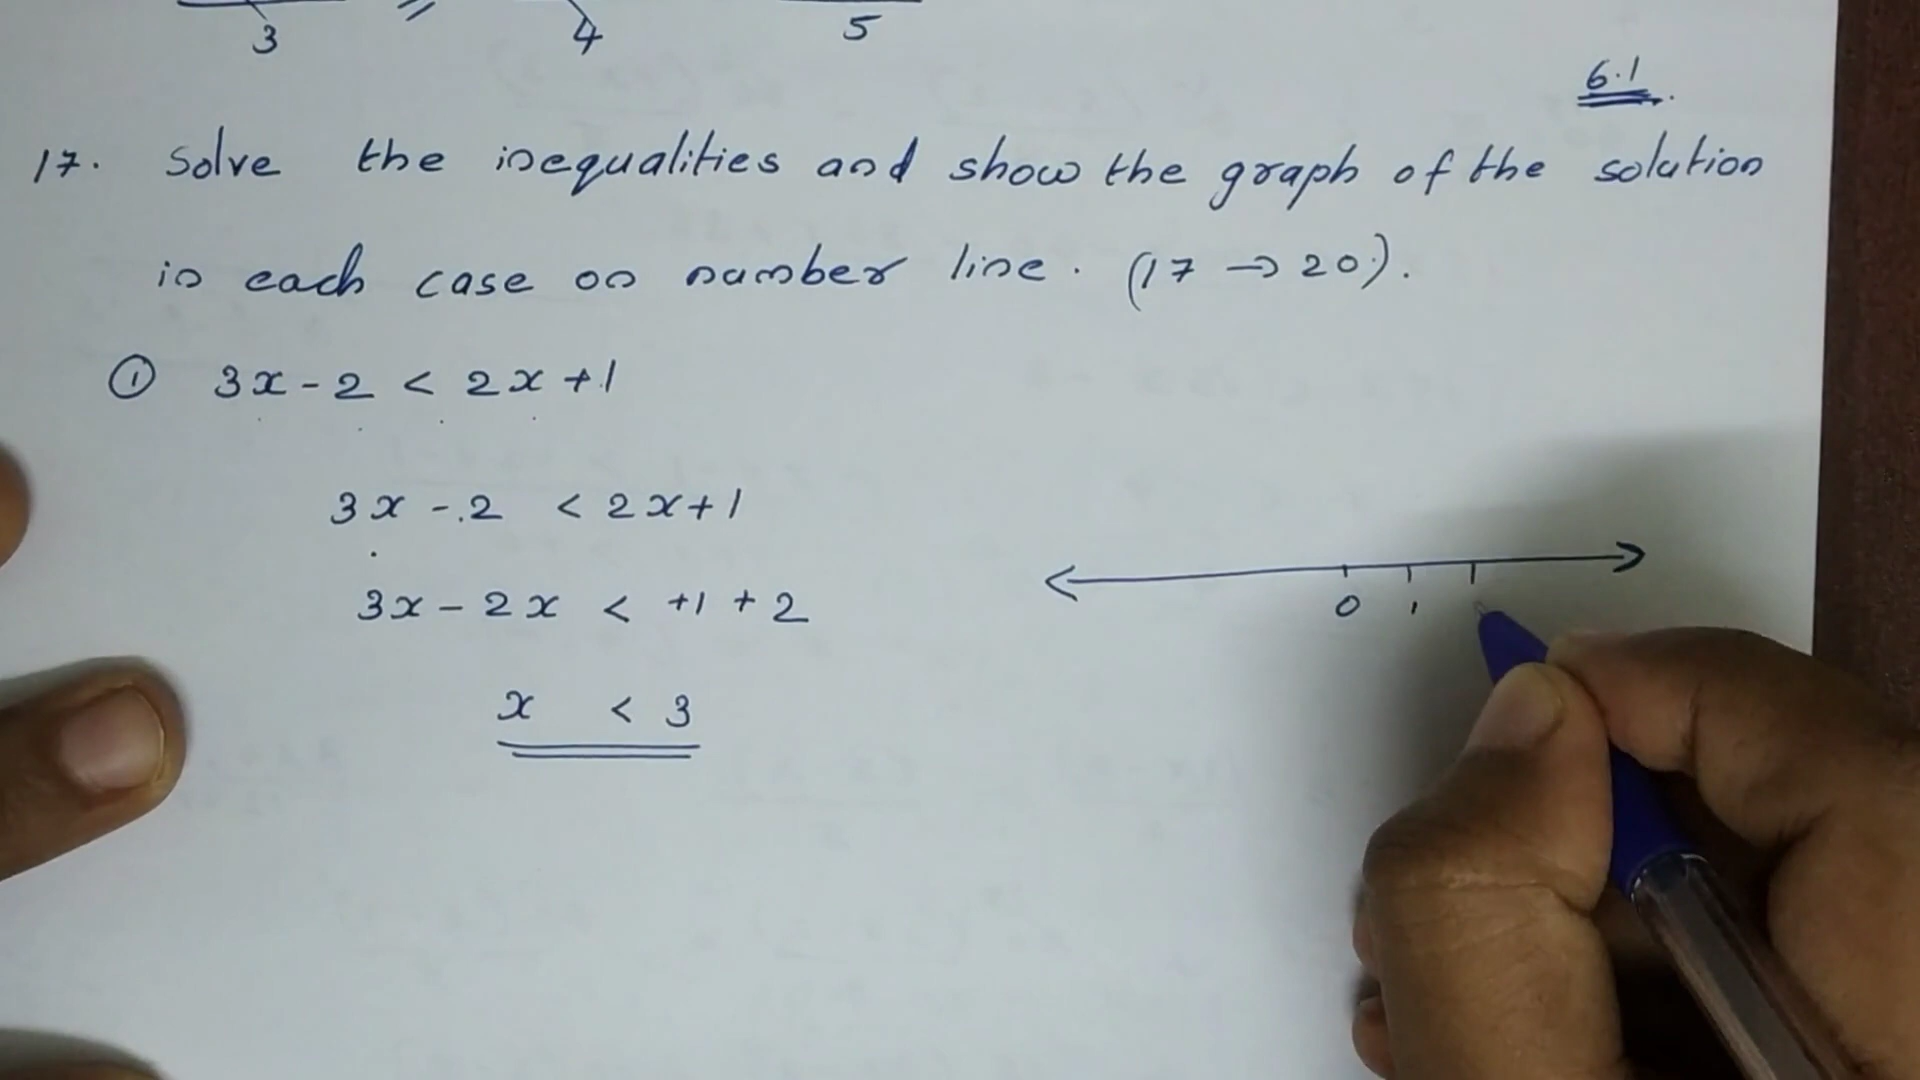 3 4 5
6.1
17. Solve the inequalities and show the graph of the solution
in each case on number line. (17 → 20).
① 3x - 2 < 2x + 1
3x - 2 < 2x + 1
3x - 2x < +1 + 2
x < 3
0 1